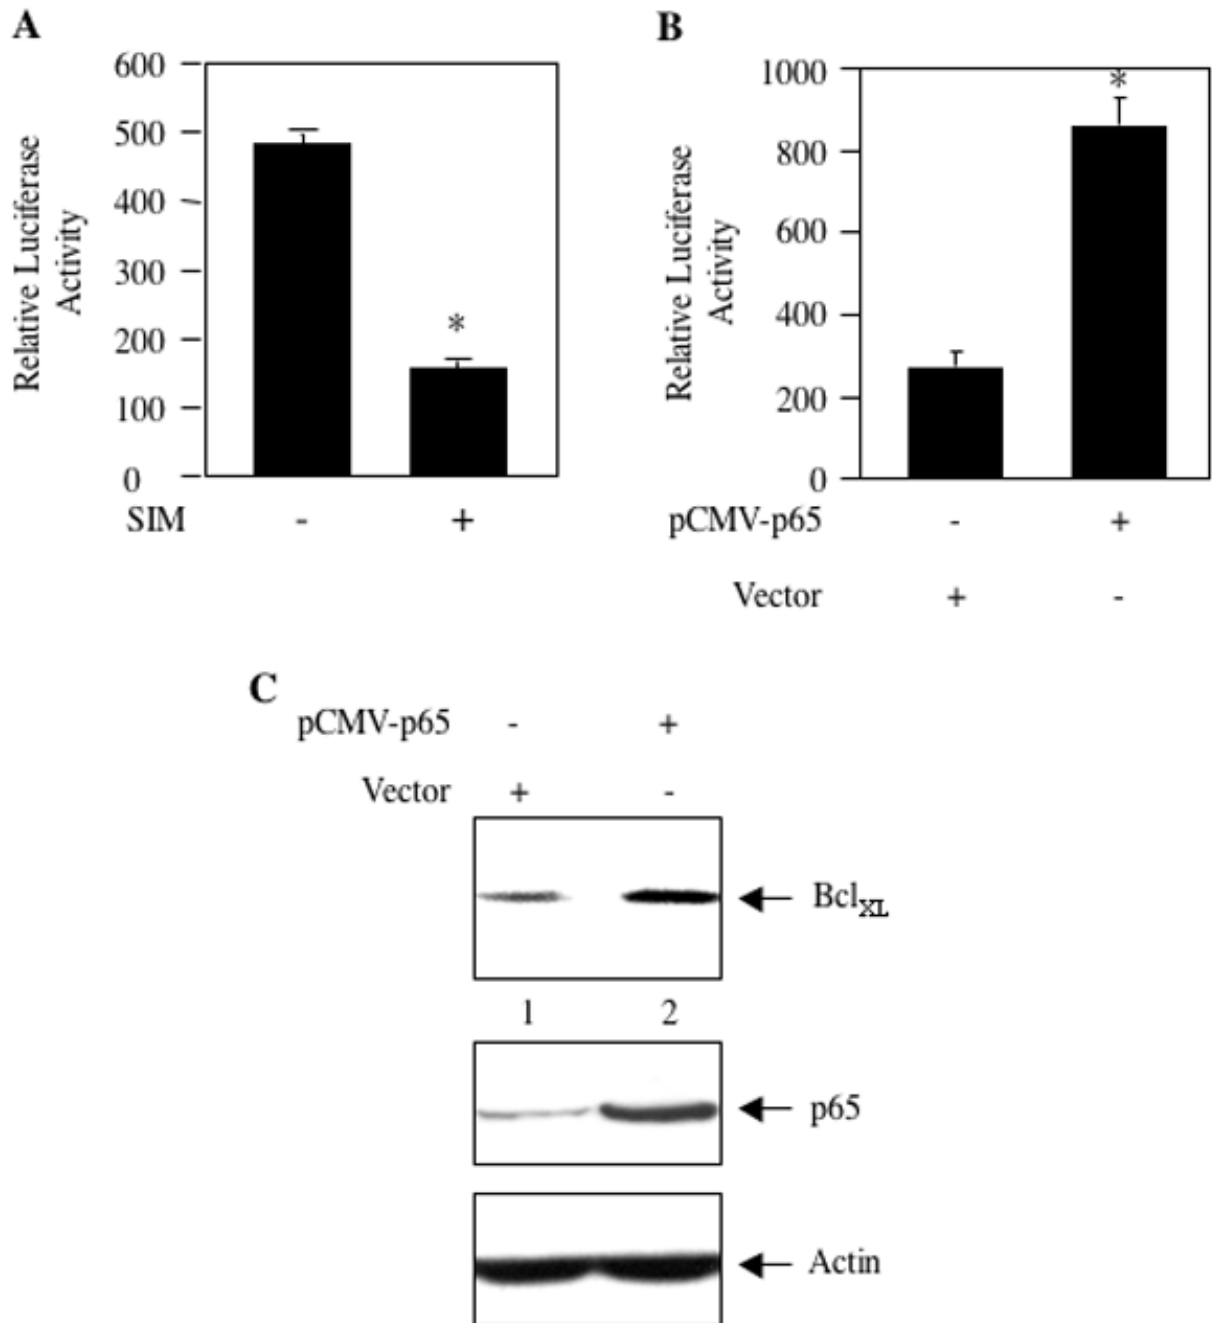 A
Relative Luciferase
Activity
600
500
400
300
200
100
0
*
SIM - +
B
Relative Luciferase
Activity
1000
800
600
400
200
0
*
pCMV-p65 - +
Vector + -
C
pCMV-p65 - +
Vector + -
Bcl_XL
1 2
p65
Actin